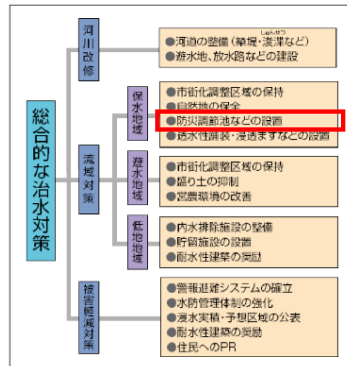 総合的な治水対策
河川改修
●河道の整備(築堤・浚渫など)
しゅんせつ
●遊水地、放水路などの建設
流域対策
保水地域
●市街化調整区域の保持
●自然地の保全
●防災調節池などの設置
●透水性舗装・浸透ますなどの設置
遊水地域
●市街化調整区域の保持
●盛り土の抑制
●営農環境の改善
低地地域
●内水排除施設の整備
●貯留施設の設置
●耐水性建築の奨励
被害軽減対策
●警報避難システムの確立
●水防管理体制の強化
●浸水実積・予想区域の公表
●耐水性建築の奨励
●住民へのPR